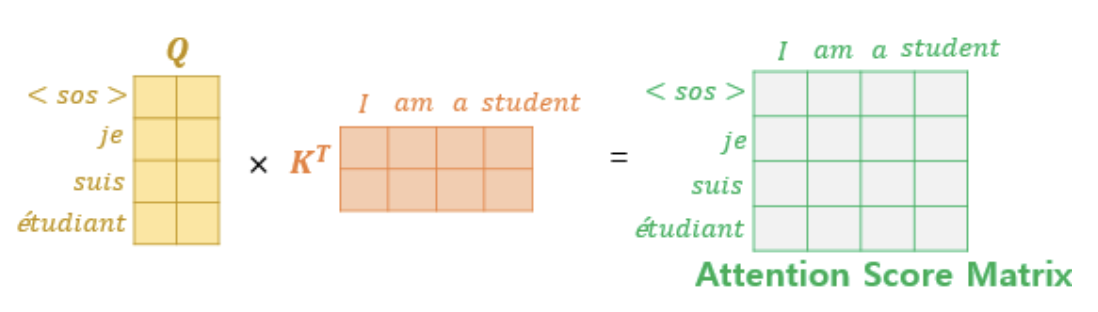 Q
< sos >
je
suis
étudiant
×
K^T
I am a student
=
I am a student
< sos >
je
suis
étudiant
Attention Score Matrix